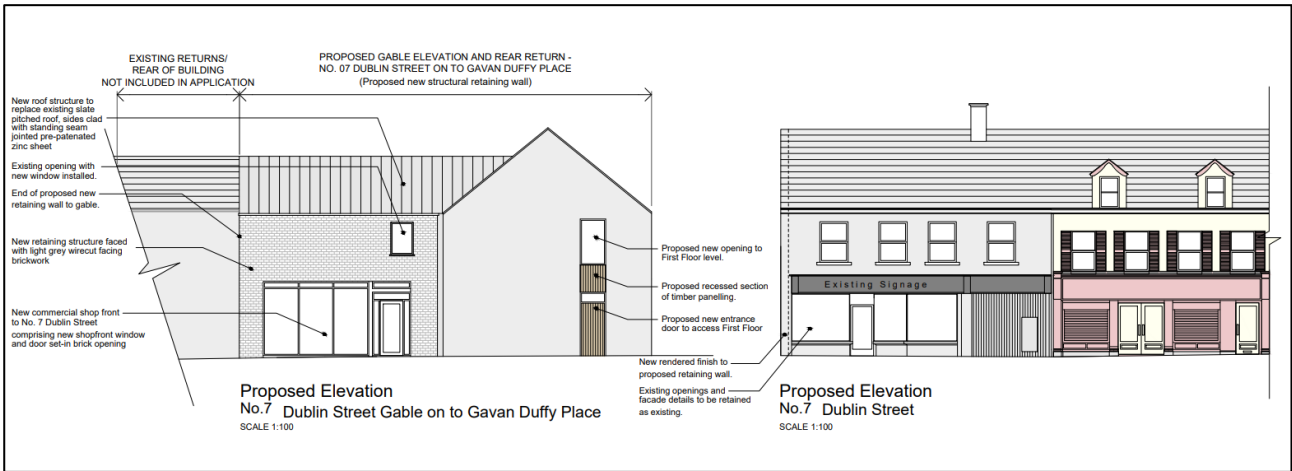 EXISTING RETURNS/
REAR OF BUILDING
NOT INCLUDED IN APPLICATION
PROPOSED GABLE ELEVATION AND REAR RETURN -
NO. 07 DUBLIN STREET ON TO GAVAN DUFFY PLACE
(Proposed new structural retaining wall)
New roof structure to
replace existing slate
pitched roof, sides clad
with standing seam
jointed pre-patenated
zinc sheet
Existing opening with
new window installed.
End of proposed new
retaining wall to gable.
New retaining structure faced
with light grey wirecut facing
brickwork
New commercial shop front
to No. 7 Dublin Street
comprising new shopfront window
and door set-in brick opening
Proposed new opening to
First Floor level.
Proposed recessed section
of timber panelling.
Proposed new entrance
door to access First Floor
Proposed Elevation
No.7 Dublin Street Gable on to Gavan Duffy Place
SCALE 1:100
New rendered finish to
proposed retaining wall.
Existing openings and
facade details to be retained
as existing.
Existing Signage
Proposed Elevation
No.7 Dublin Street
SCALE 1:100